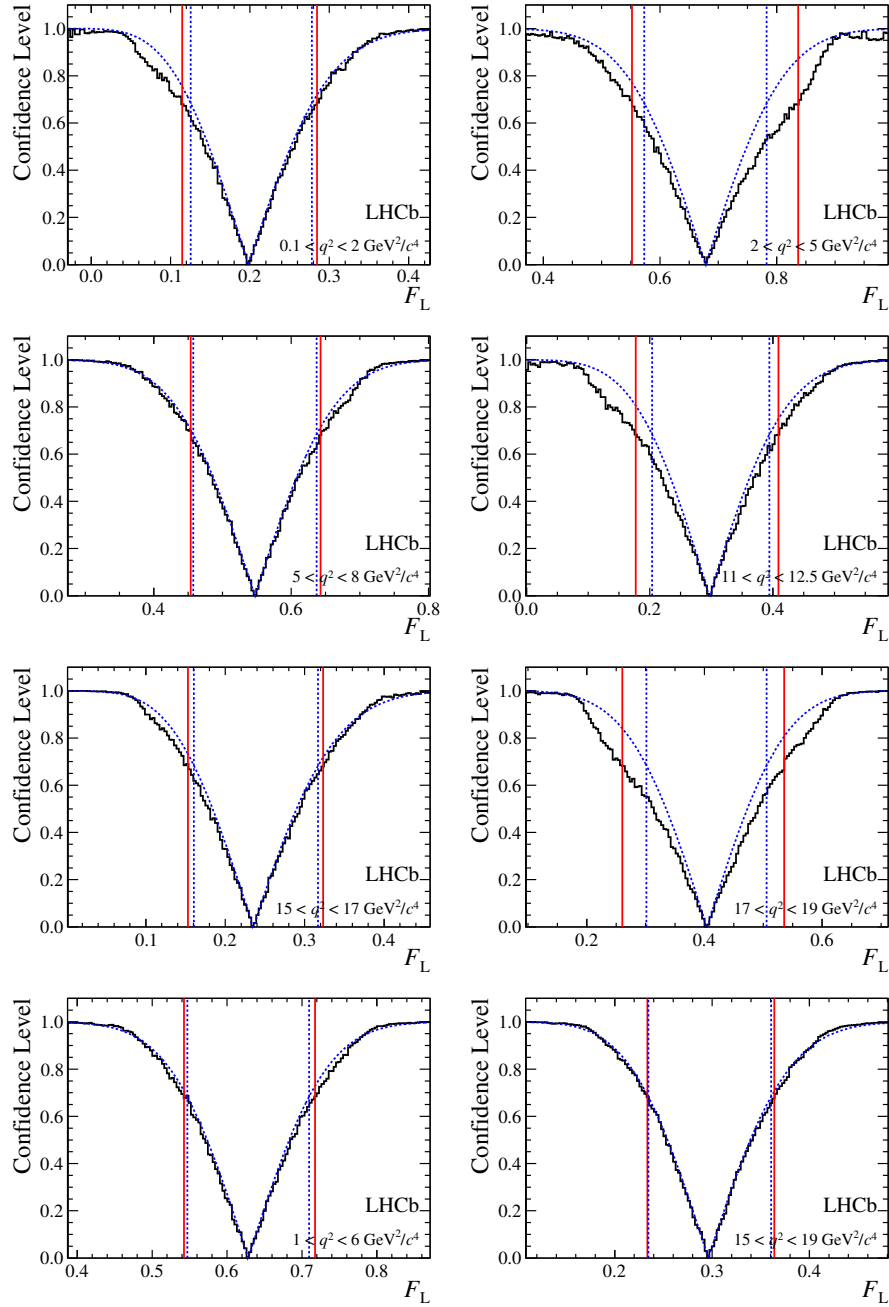 Confidence Level
1.0
0.8
0.6
0.4
0.2
0.0
LHCb
0.1 < q² < 2 GeV²/c⁴
0.0 0.1 0.2 0.3 0.4
F_L
Confidence Level
1.0
0.8
0.6
0.4
0.2
0.0
LHCb
2 < q² < 5 GeV²/c⁴
0.4 0.6 0.8
F_L
Confidence Level
1.0
0.8
0.6
0.4
0.2
0.0
LHCb
5 < q² < 8 GeV²/c⁴
0.4 0.6 0.8
F_L
Confidence Level
1.0
0.8
0.6
0.4
0.2
0.0
LHCb
11 < q² < 12.5 GeV²/c⁴
0.0 0.2 0.4
F_L
Confidence Level
1.0
0.8
0.6
0.4
0.2
0.0
LHCb
15 < q² < 17 GeV²/c⁴
0.1 0.2 0.3 0.4
F_L
Confidence Level
1.0
0.8
0.6
0.4
0.2
0.0
LHCb
17 < q² < 19 GeV²/c⁴
0.2 0.4 0.6
F_L
Confidence Level
1.0
0.8
0.6
0.4
0.2
0.0
LHCb
1 < q² < 6 GeV²/c⁴
0.4 0.5 0.6 0.7 0.8
F_L
Confidence Level
1.0
0.8
0.6
0.4
0.2
0.0
LHCb
15 < q² < 19 GeV²/c⁴
0.2 0.3 0.4
F_L